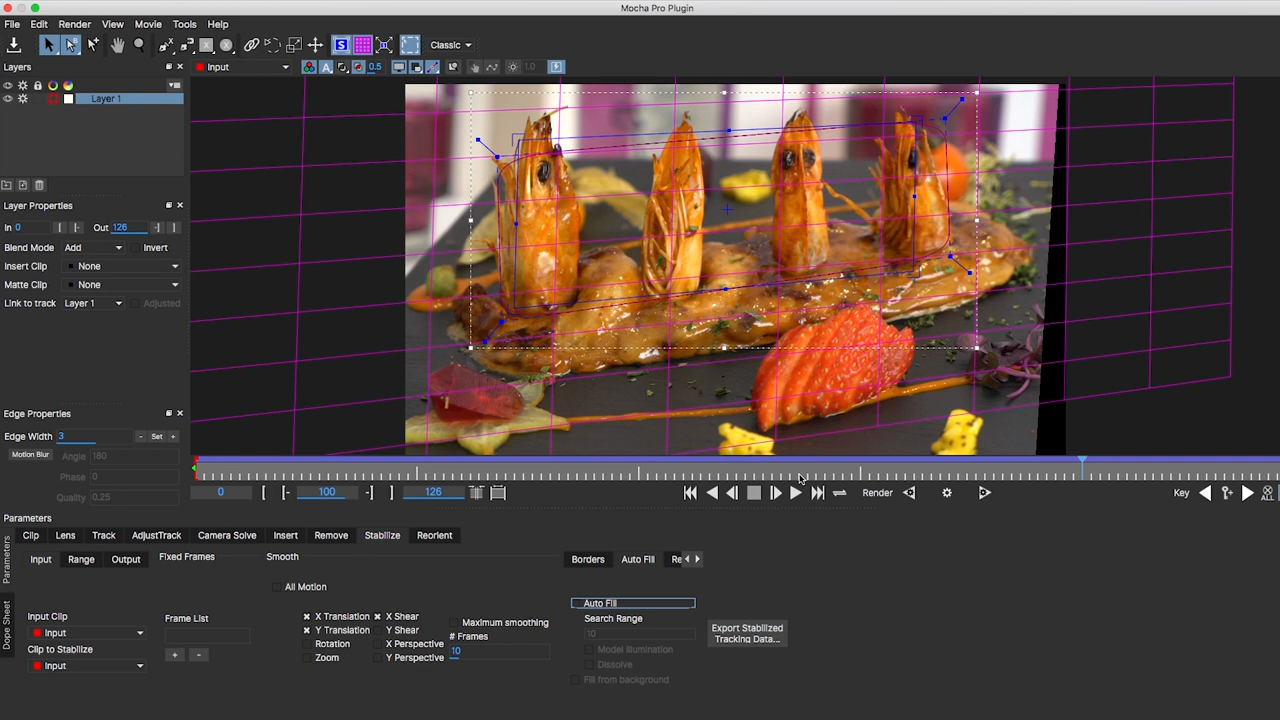 Mocha Pro Plugin
File Edit Render View Movie Tools Help
S Classic
Layers
Input A 0.5 1.0
Layer 1
Layer Properties
In 0 Out 126
Blend Mode Add Invert
Insert Clip None
Matte Clip None
Link to track Layer 1 Adjusted
Edge Properties
Edge Width 3 - Set +
Motion Blur Angle 180
Phase 0
Quality 0.25
0 100 126 Render Key ALL
Parameters
Parameters
Dope Sheet
Clip Lens Track AdjustTrack Camera Solve Insert Remove Stabilize Reorient
Input Range Output Fixed Frames Smooth Borders Auto Fill Re
All Motion
Input Clip
Input
Clip to Stabilize
Input
Frame List
+ -
X Translation X Shear
Y Translation Y Shear
Rotation X Perspective
Zoom Y Perspective
Maximum smoothing
# Frames
10
Auto Fill
Search Range
10
Model Illumination
Dissolve
Fill from background
Export Stabilized
Tracking Data...